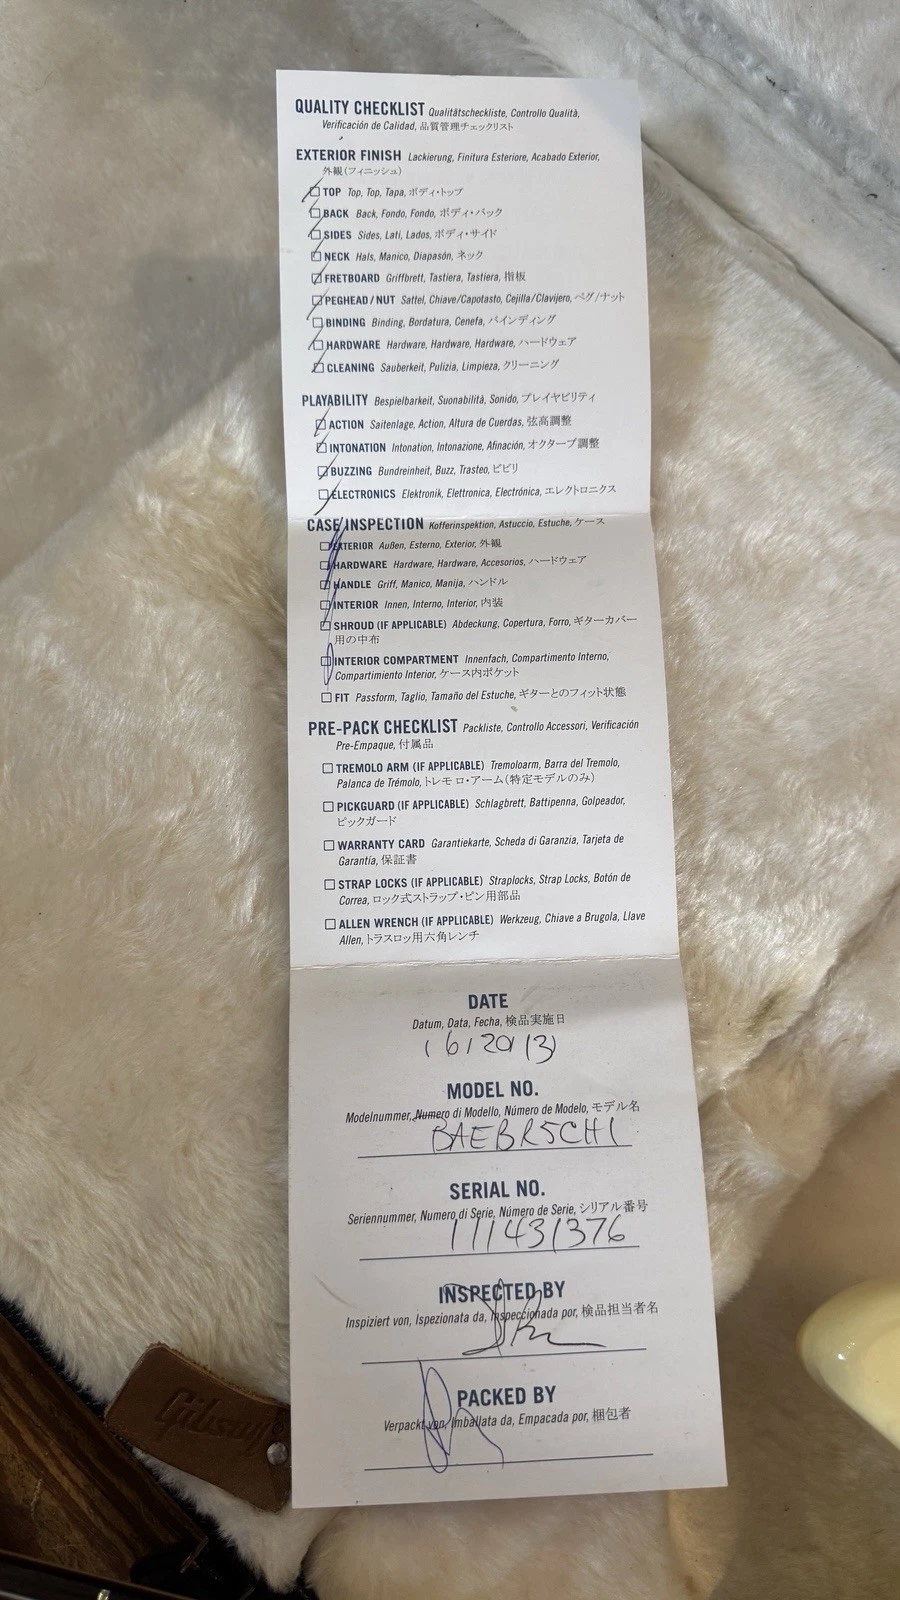 QUALITY CHECKLIST Qualitätscheckliste, Controllo Qualità,
Verificación de Calidad, 品質管理チェックリスト
EXTERIOR FINISH Lackierung, Finitura Esteriore, Acabado Exterior,
外観(フィニッシュ)
TOP Top, Top, Tapa, ボディ・トップ
BACK Back, Fondo, Fondo, ボディ・バック
SIDES Sides, Lati, Lados, ボディ・サイド
NECK Hals, Manico, Diapasón, ネック
FRETBOARD Griffbrett, Tastiera, Tastiera, 指板
PEGHEAD / NUT Sattel, Chiave/Capotasto, Cejilla/Clavijero, ペグ/ナット
BINDING Binding, Bordatura, Cenefa, バインディング
HARDWARE Hardware, Hardware, Hardware, ハードウェア
CLEANING Sauberkeit, Pulizia, Limpieza, クリーニング
PLAYABILITY Bespielbarkeit, Suonabilità, Sonido, プレイヤビリティ
ACTION Saitenlage, Action, Altura de Cuerdas, 弦高調整
INTONATION Intonation, Intonazione, Afinación, オクターブ調整
BUZZING Bundreinheit, Buzz, Trasteo, ビビリ
ELECTRONICS Elektronik, Elettronica, Electrónica, エレクトロニクス
CASE INSPECTION Kofferinspektion, Astuccio, Estuche, ケース
EXTERIOR Außen, Esterno, Exterior, 外観
HARDWARE Hardware, Hardware, Accesorios, ハードウェア
HANDLE Griff, Manico, Manija, ハンドル
INTERIOR Innen, Interno, Interior, 内装
SHROUD (IF APPLICABLE) Abdeckung, Copertura, Forro, ギターカバー
用の中布
INTERIOR COMPARTMENT Innenfach, Compartimento Interno,
Compartimiento Interior, ケース内ポケット
FIT Passform, Taglio, Tamaño del Estuche, ギターとのフィット状態
PRE-PACK CHECKLIST Packliste, Controllo Accessori, Verificación
Pre-Empaque, 付属品
TREMOLO ARM (IF APPLICABLE) Tremoloarm, Barra del Tremolo,
Palanca de Trémolo, トレモロ・アーム(特定モデルのみ)
PICKGUARD (IF APPLICABLE) Schlagbrett, Battipenna, Golpeador,
ピックガード
WARRANTY CARD Garantiekarte, Scheda di Garanzia, Tarjeta de
Garantía, 保証書
STRAP LOCKS (IF APPLICABLE) Straplocks, Strap Locks, Botón de
Correa, ロック式ストラップ・ピン用部品
ALLEN WRENCH (IF APPLICABLE) Werkzeug, Chiave a Brugola, Llave
Allen, トラスロッ用六角レンチ
DATE
Datum, Data, Fecha, 検品実施日
MODEL NO.
Modelnummer, Numero di Modello, Número de Modelo, モデル名
BAEBR5CH1
SERIAL NO.
Seriennummer, Numero di Serie, Número de Serie, シリアル番号
111431376
INSPECTED BY
Inspiziert von, Ispezionata da, Inspeccionada por, 検品担当者名
PACKED BY
Verpackt von, Imballata da, Empacada por, 梱包者
Gibson